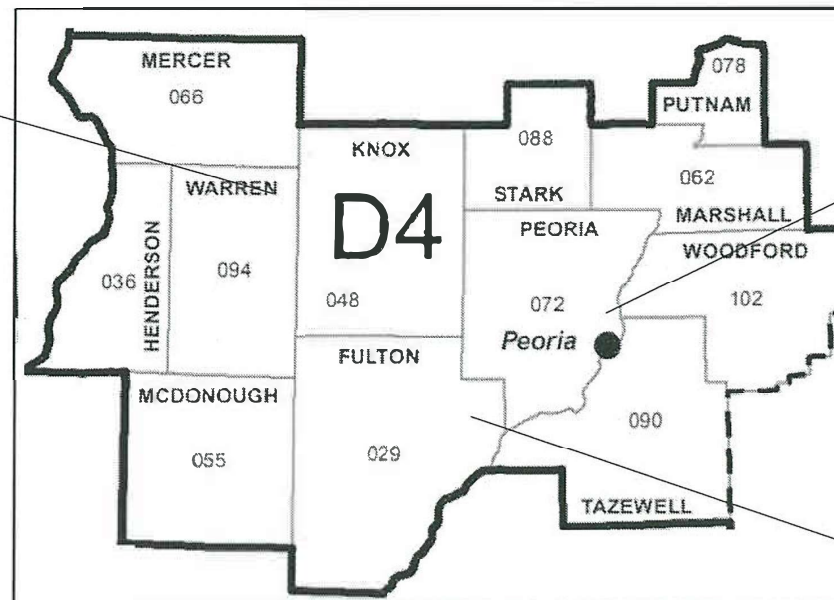 MERCER
066
078
PUTNAM
KNOX
088
STARK
062
MARSHALL
WARREN
D4
PEORIA
WOODFORD
HENDERSON
036
094
048
072
102
Peoria
FULTON
MCDONOUGH
055
029
090
TAZEWELL